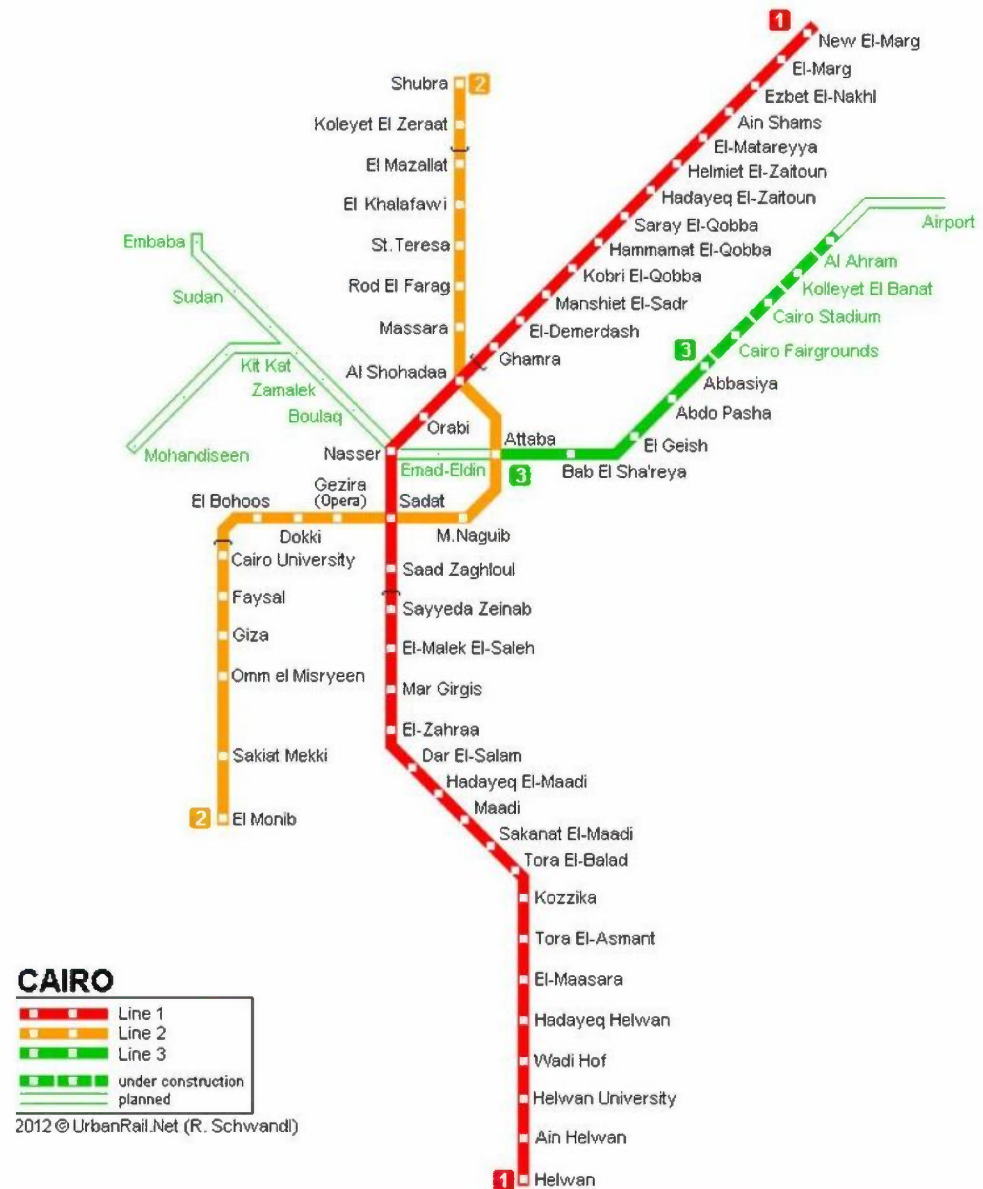 1
New El-Marg
El-Marg
Ezbet El-Nakhl
Ain Shams
El-Matareyya
Helmiet El-Zaitoun
Hadayeq El-Zaitoun
Saray El-Qobba
Hammamat El-Qobba
Kobri El-Qobba
Manshiet El-Sadr
El-Demerdash
Ghamra
Shubra
2
Koleyet El Zeraat
El Mazallat
El Khalafawi
St.Teresa
Rod El Farag
Massara
Al Shohadaa
Airport
Al Ahram
Kolleyet El Banat
Cairo Stadium
Cairo Fairgrounds
3
Abbasiya
Abdo Pasha
El Geish
Bab El Sha'reya
Attaba
3
Embaba
Sudan
Kit Kat
Zamalek
Boulaq
Mohandiseen
Orabi
Nasser
Emad-Eldin
Gezira
(Opera)
Sadat
M.Naguib
El Bohoos
Dokki
Cairo University
Faysal
Giza
Omm el Misryeen
Sakiat Mekki
2
El Monib
Saad Zaghloul
Sayyeda Zeinab
El-Malek El-Saleh
Mar Girgis
El-Zahraa
Dar El-Salam
Hadayeq El-Maadi
Maadi
Sakanat El-Maadi
Tora El-Balad
Kozzika
Tora El-Asmant
El-Maasara
Hadayeq Helwan
Wadi Hof
Helwan University
Ain Helwan
1
Helwan
CAIRO
Line 1
Line 2
Line 3
under construction
planned
2012 © UrbanRail.Net (R. Schwandl)